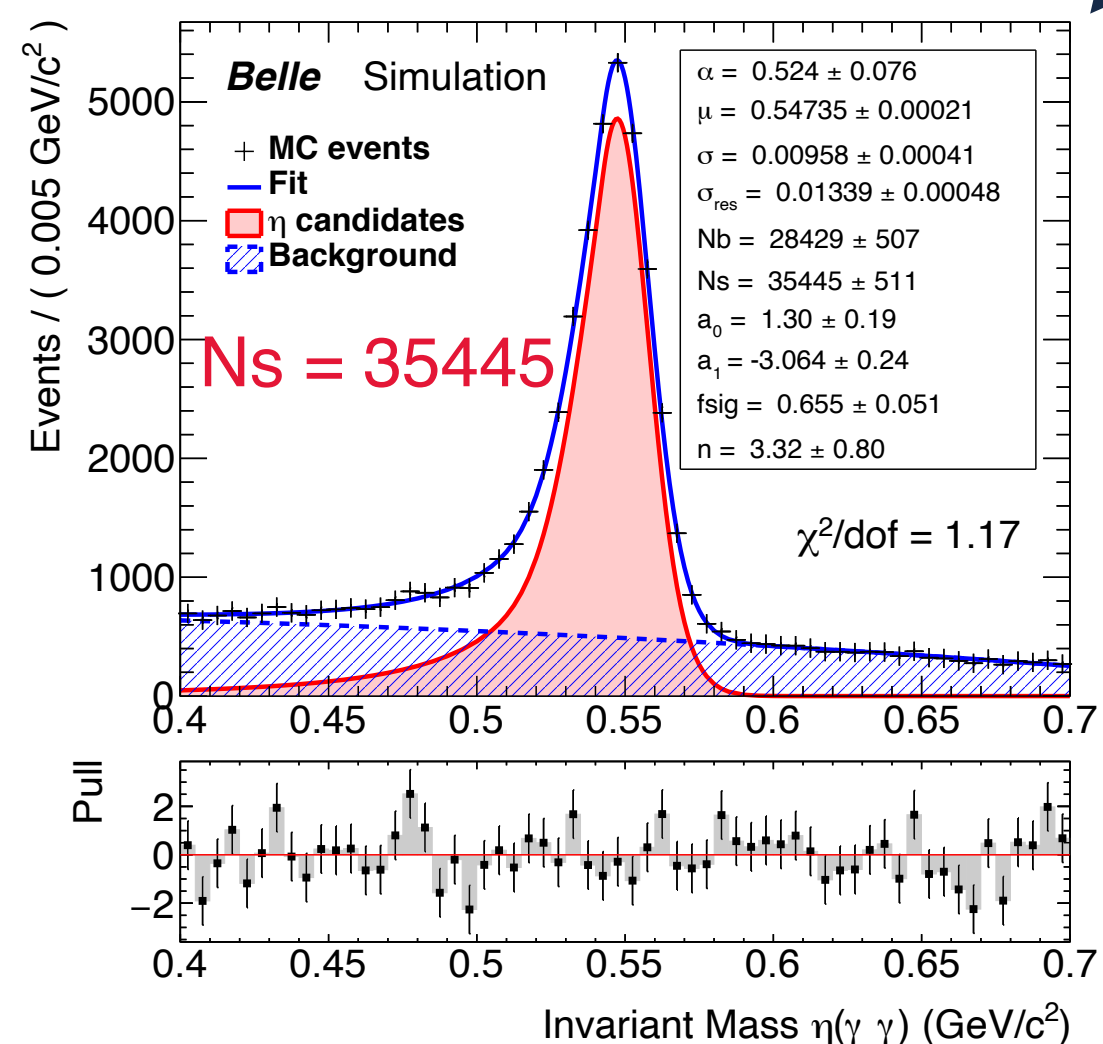 Events / ( 0.005 GeV/c² )
Belle Simulation
MC events
Fit
η candidates
Background
Ns = 35445
α = 0.524 ± 0.076
μ = 0.54735 ± 0.00021
σ = 0.00958 ± 0.00041
σres = 0.01339 ± 0.00048
Nb = 28429 ± 507
Ns = 35445 ± 511
a0 = 1.30 ± 0.19
a1 = -3.064 ± 0.24
fsig = 0.655 ± 0.051
n = 3.32 ± 0.80
χ²/dof = 1.17
5000
4000
3000
2000
1000
0
0.4 0.45 0.5 0.55 0.6 0.65 0.7
Pull
2
0
−2
0.4 0.45 0.5 0.55 0.6 0.65 0.7
Invariant Mass η(γ γ) (GeV/c²)